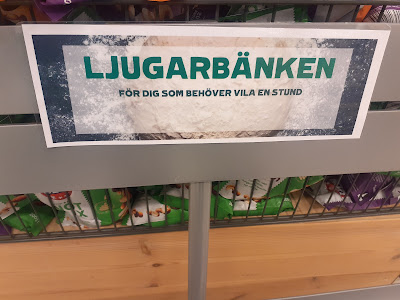 LJUGARBÄNKEN
FÖR DIG SOM BEHÖVER VILA EN STUND